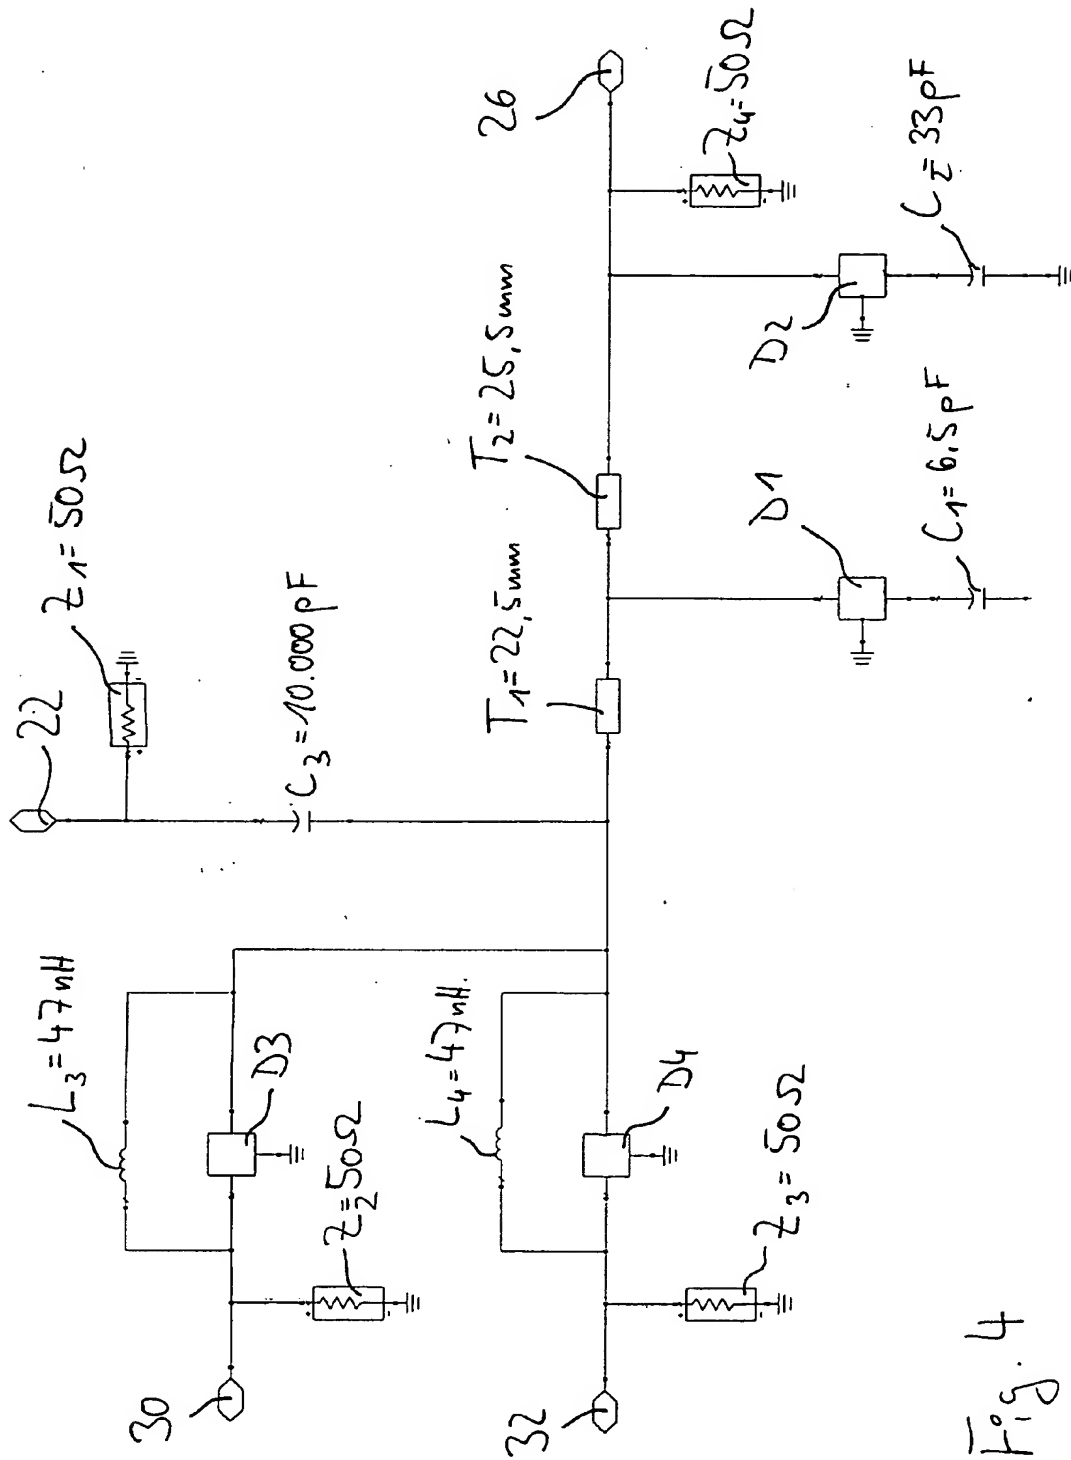 26
Z4=50Ω
C2=33pF
D2
T2=25,5mm
D1
C1=6,5pF
Z1=50Ω
22
T1=22,5mm
C3=10.000pF
L3=47nH
D3
Z2=50Ω
30
L4=47nH.
D4
Z3=50Ω
32
Fig. 4